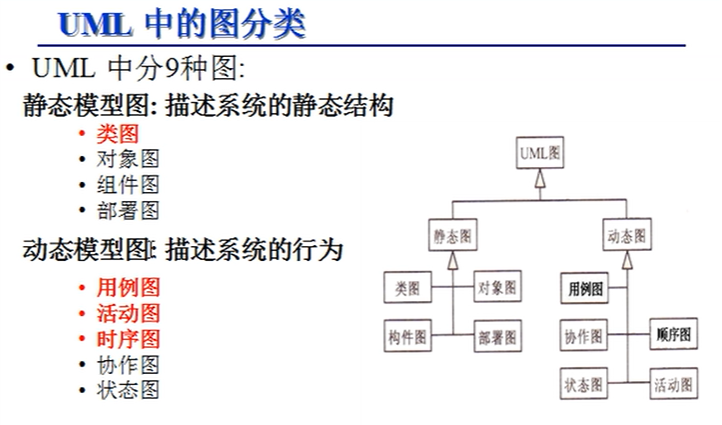 UML 中的图分类
• UML 中分9种图:
静态模型图: 描述系统的静态结构
• 类图
• 对象图
• 组件图
• 部署图
动态模型图: 描述系统的行为
• 用例图
• 活动图
• 时序图
• 协作图
• 状态图
UML图
静态图 动态图
类图 对象图 用例图
构件图 部署图 协作图 顺序图
状态图 活动图